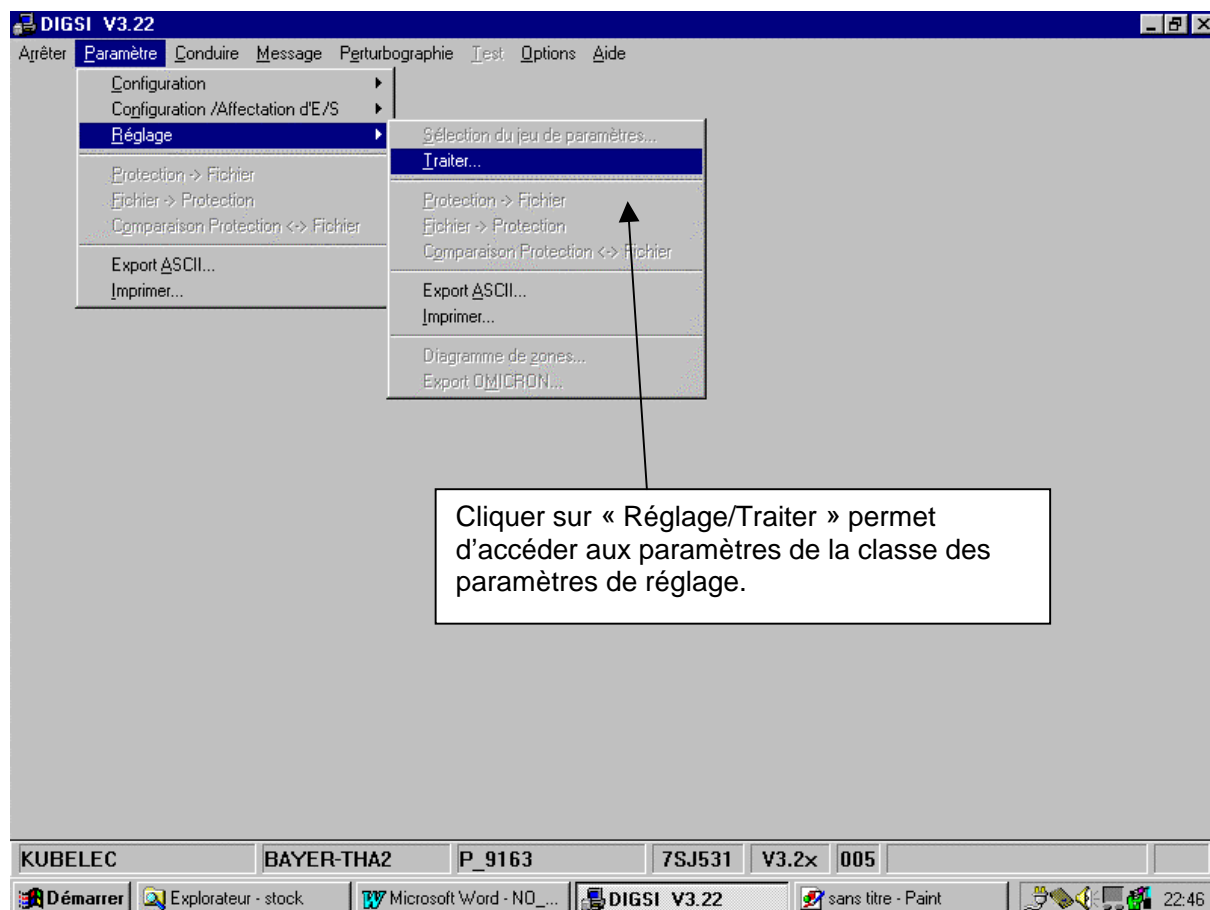 DIGSI V3.22
Arrêter Paramètre Conduire Message Perturbographie Test Options Aide
Configuration
Configuration /Affectation d'E/S
Réglage
Protection -> Fichier
Fichier -> Protection
Comparaison Protection <-> Fichier
Export ASCII...
Imprimer...
Sélection du jeu de paramètres...
Traiter...
Protection -> Fichier
Fichier -> Protection
Comparaison Protection <-> Fichier
Export ASCII...
Imprimer...
Diagramme de zones...
Export OMICRON...
Cliquer sur « Réglage/Traiter » permet
d'accéder aux paramètres de la classe des
paramètres de réglage.
KUBELEC BAYER-THA2 P_9163 7SJ531 V3.2x 005
Démarrer Explorateur - stock Microsoft Word - NO_... DIGSI V3.22 sans titre - Paint 22:46